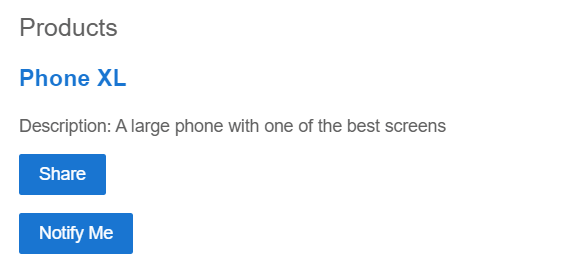 Products
Phone XL
Description: A large phone with one of the best screens
Share
Notify Me